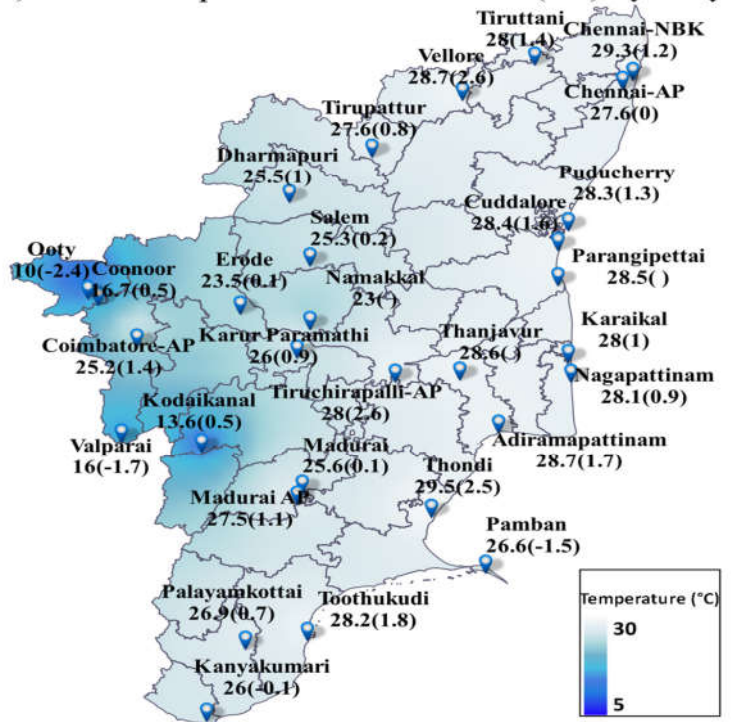 Tiruttani
28(1.4)
Chennai-NBK
29.3(1.2)
Vellore
28.7(2.6)
Chennai-AP
27.6(0)
Tirupattur
27.6(0.8)
Dharmapuri
25.5(1)
Puducherry
28.3(1.3)
Cuddalore
28.4(1.6)
Salem
25.3(0.2)
Ooty
10(-2.4)
Coonoor
16.7(0.5)
Erode
23.5(0.1)
Namakkal
23( )
Parangipettai
28.5( )
Karaikal
28(1)
Karur Paramathi
26(0.9)
Thanjavur
28.6( )
Coimbatore-AP
25.2(1.4)
Nagapattinam
28.1(0.9)
Kodaikanal
13.6(0.5)
Tiruchirapalli-AP
28(2.6)
Valparai
16(-1.7)
Madurai
25.6(0.1)
Adiramapattinam
28.7(1.7)
Thondi
29.5(2.5)
Madurai AP
27.5(1.1)
Pamban
26.6(-1.5)
Palayamkottai
26.9(0.7)
Toothukudi
28.2(1.8)
Kanyakumari
26(-0.1)
Temperature (°C)
30
5